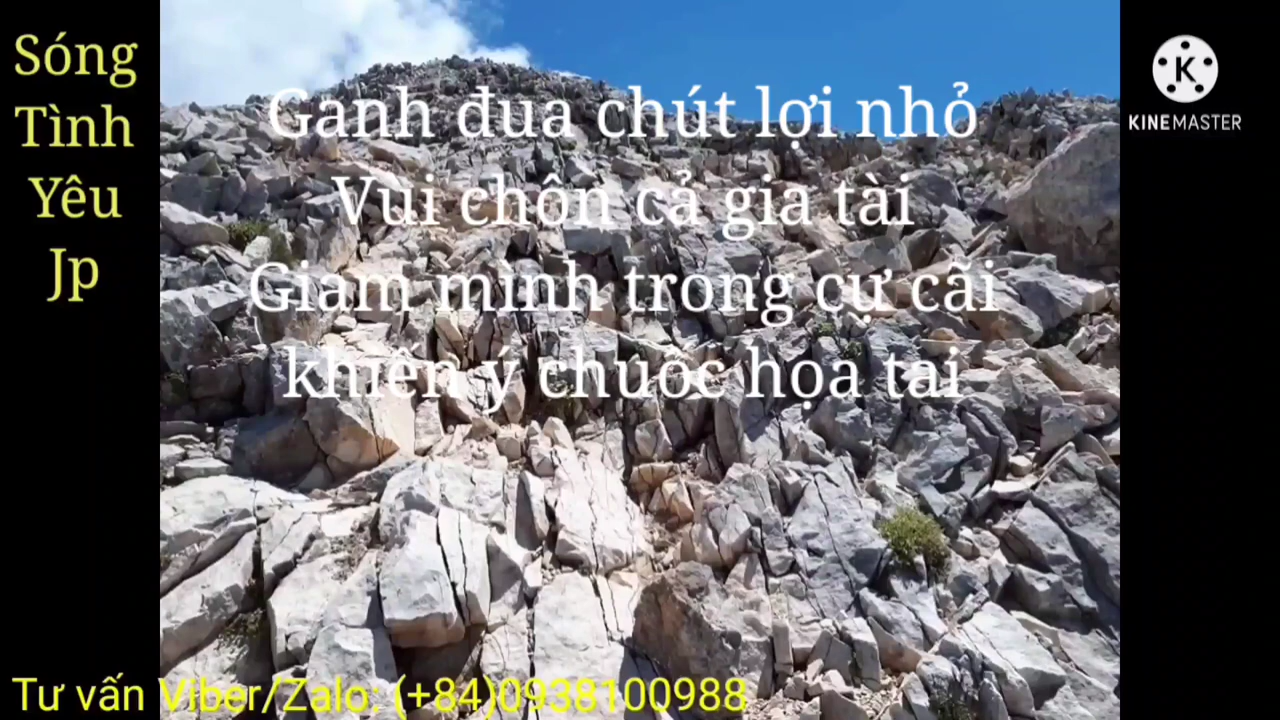 Sóng
Tình
Yêu
Jp
Ganh đua chút lợi nhỏ
Vui chôn cả gia tài
Giam mình trong cự cãi
khiến ý chuốc họa tai
KINEMASTER
Tư vấn Viber/Zalo: (+84)0938100988